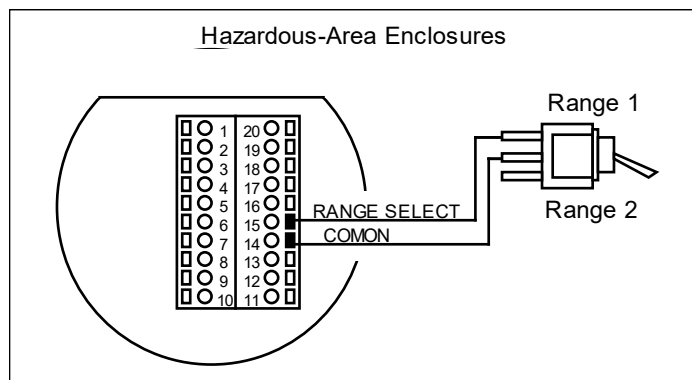 Hazardous-Area Enclosures
Range 1
Range 2
1 20
2 19
3 18
4 17
5 16
6 15 RANGE SELECT
7 14 COMON
8 13
9 12
10 11